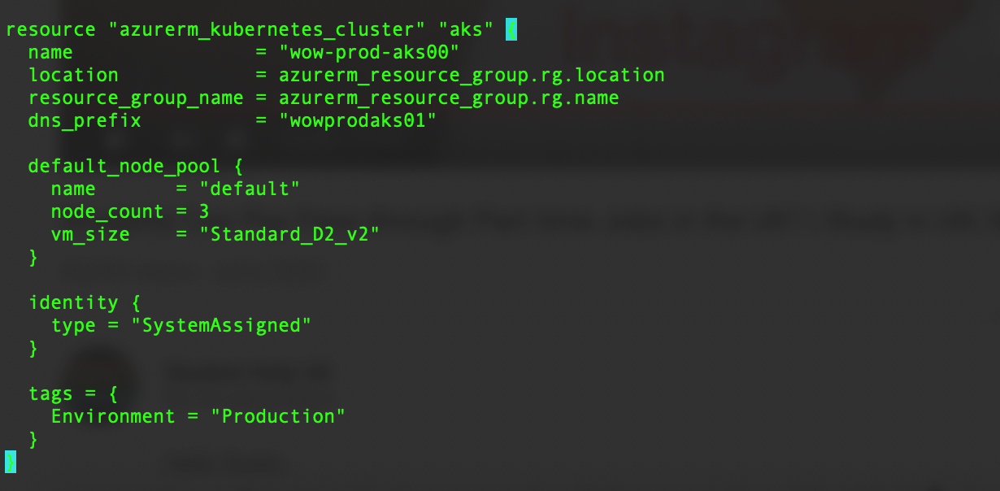 resource "azurerm_kubernetes_cluster" "aks" {
  name                = "wow-prod-aks00"
  location            = azurerm_resource_group.rg.location
  resource_group_name = azurerm_resource_group.rg.name
  dns_prefix          = "wowprodaks01"

  default_node_pool {
    name       = "default"
    node_count = 3
    vm_size    = "Standard_D2_v2"
  }

  identity {
    type = "SystemAssigned"
  }

  tags = {
    Environment = "Production"
  }
}